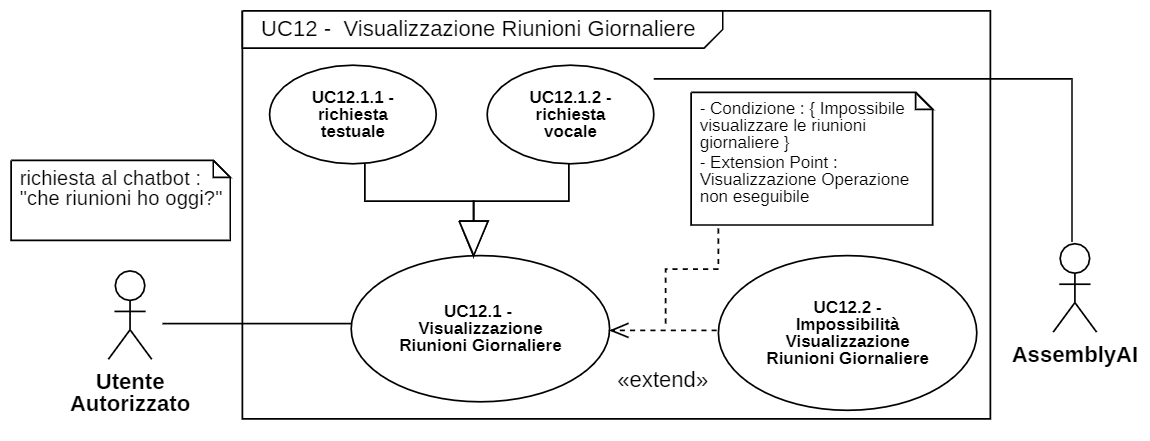 UC12 - Visualizzazione Riunioni Giornaliere
UC12.1.1 -
richiesta
testuale
UC12.1.2 -
richiesta
vocale
- Condizione : { Impossibile
visualizzare le riunioni
giornaliere }
- Extension Point :
Visualizzazione Operazione
non eseguibile
richiesta al chatbot :
"che riunioni ho oggi?"
UC12.1 -
Visualizzazione
Riunioni Giornaliere
UC12.2 -
Impossibilità
Visualizzazione
Riunioni Giornaliere
«extend»
Utente
Autorizzato
AssemblyAI